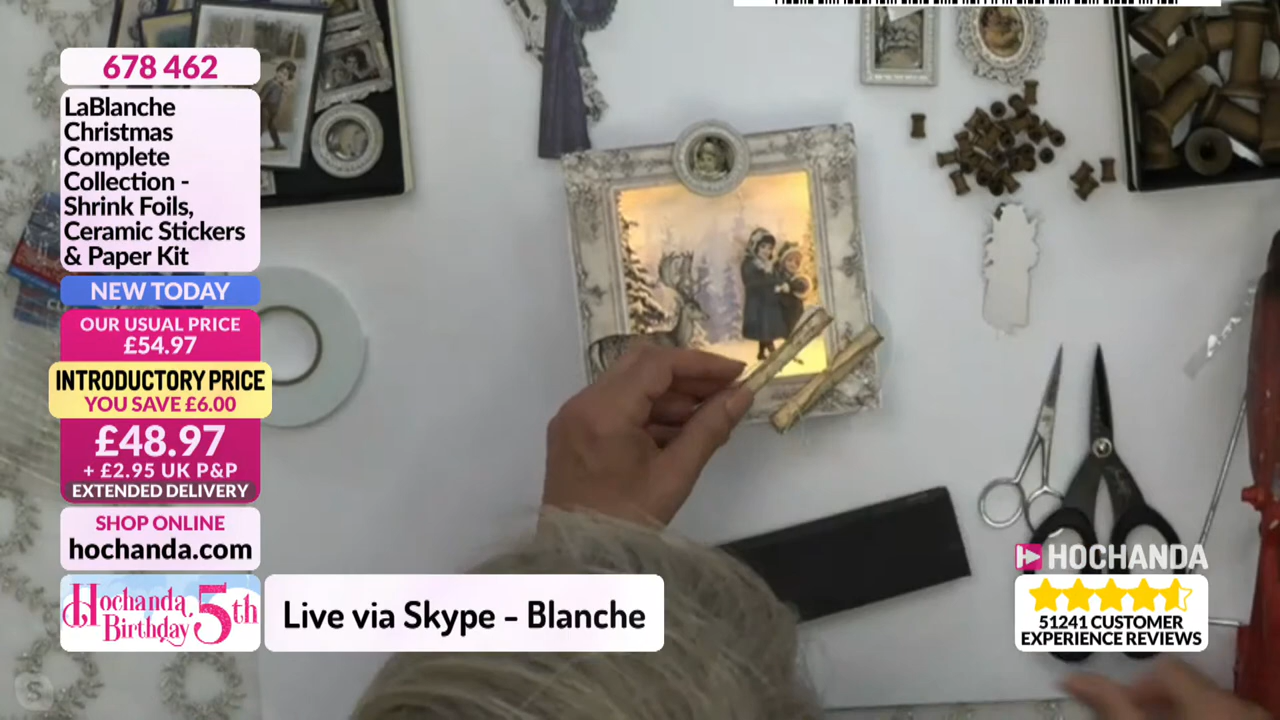 678 462
LaBlanche
Christmas
Complete
Collection -
Shrink Foils,
Ceramic Stickers
& Paper Kit
NEW TODAY
OUR USUAL PRICE
£54.97
INTRODUCTORY PRICE
YOU SAVE £6.00
£48.97
+ £2.95 UK P&P
EXTENDED DELIVERY
SHOP ONLINE
hochanda.com
Hochanda
Birthday
5th
Live via Skype - Blanche
HOCHANDA
51241 CUSTOMER
EXPERIENCE REVIEWS
S